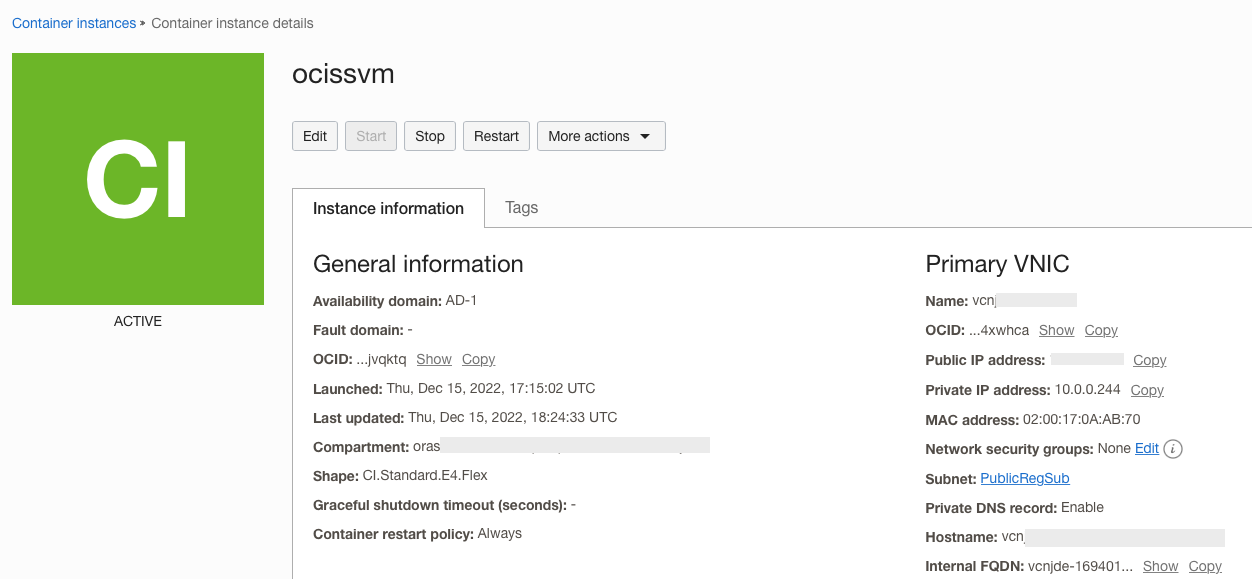 Container instances » Container instance details
CI
ACTIVE
ocissvm
Edit Start Stop Restart More actions
Instance information Tags
General information
Availability domain: AD-1
Fault domain: -
OCID: ...jvqktq Show Copy
Launched: Thu, Dec 15, 2022, 17:15:02 UTC
Last updated: Thu, Dec 15, 2022, 18:24:33 UTC
Compartment: oras
Shape: CI.Standard.E4.Flex
Graceful shutdown timeout (seconds): -
Container restart policy: Always
Primary VNIC
Name: vcnj
OCID: ...4xwhca Show Copy
Public IP address: Copy
Private IP address: 10.0.0.244 Copy
MAC address: 02:00:17:0A:AB:70
Network security groups: None Edit i
Subnet: PublicRegSub
Private DNS record: Enable
Hostname: vcn
Internal FQDN: vcnjde-169401... Show Copy